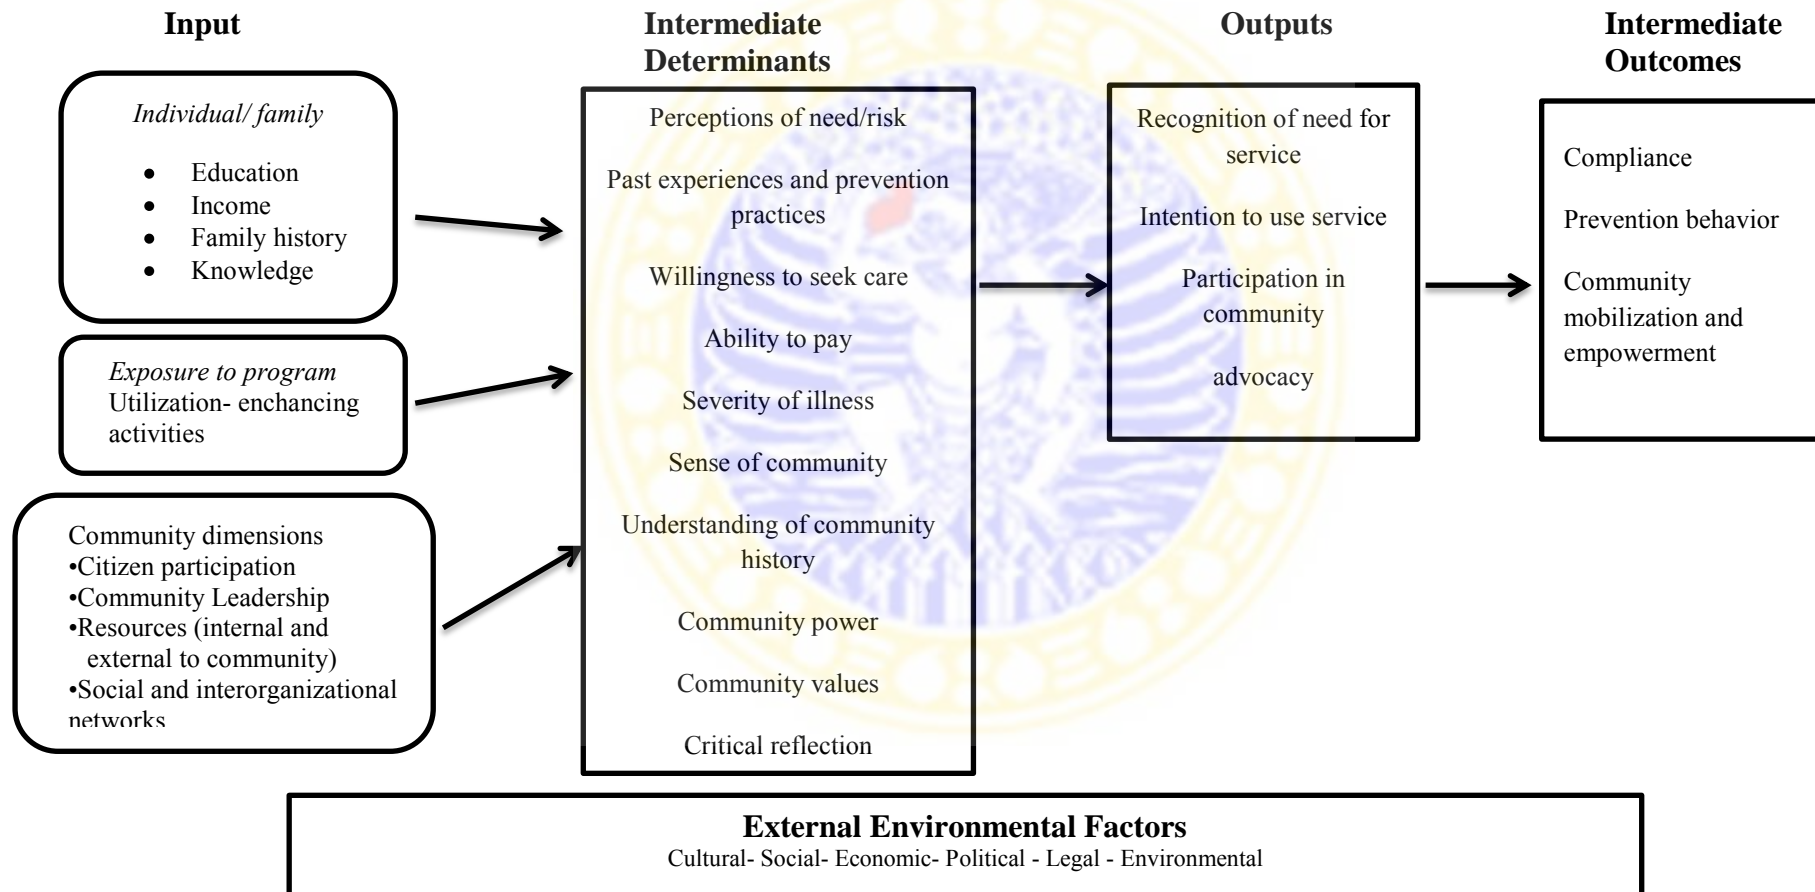 Input
Individual/ family
• Education
• Income
• Family history
• Knowledge
Exposure to program
Utilization- enchancing
activities
Community dimensions
•Citizen participation
•Community Leadership
•Resources (internal and
external to community)
•Social and interorganizational
networks
Intermediate
Determinants
Perceptions of need/risk
Past experiences and prevention
practices
Willingness to seek care
Ability to pay
Severity of illness
Sense of community
Understanding of community
history
Community power
Community values
Critical reflection
Outputs
Recognition of need for
service
Intention to use service
Participation in
community
advocacy
Intermediate
Outcomes
Compliance
Prevention behavior
Community
mobilization and
empowerment
External Environmental Factors
Cultural- Social- Economic- Political - Legal - Environmental